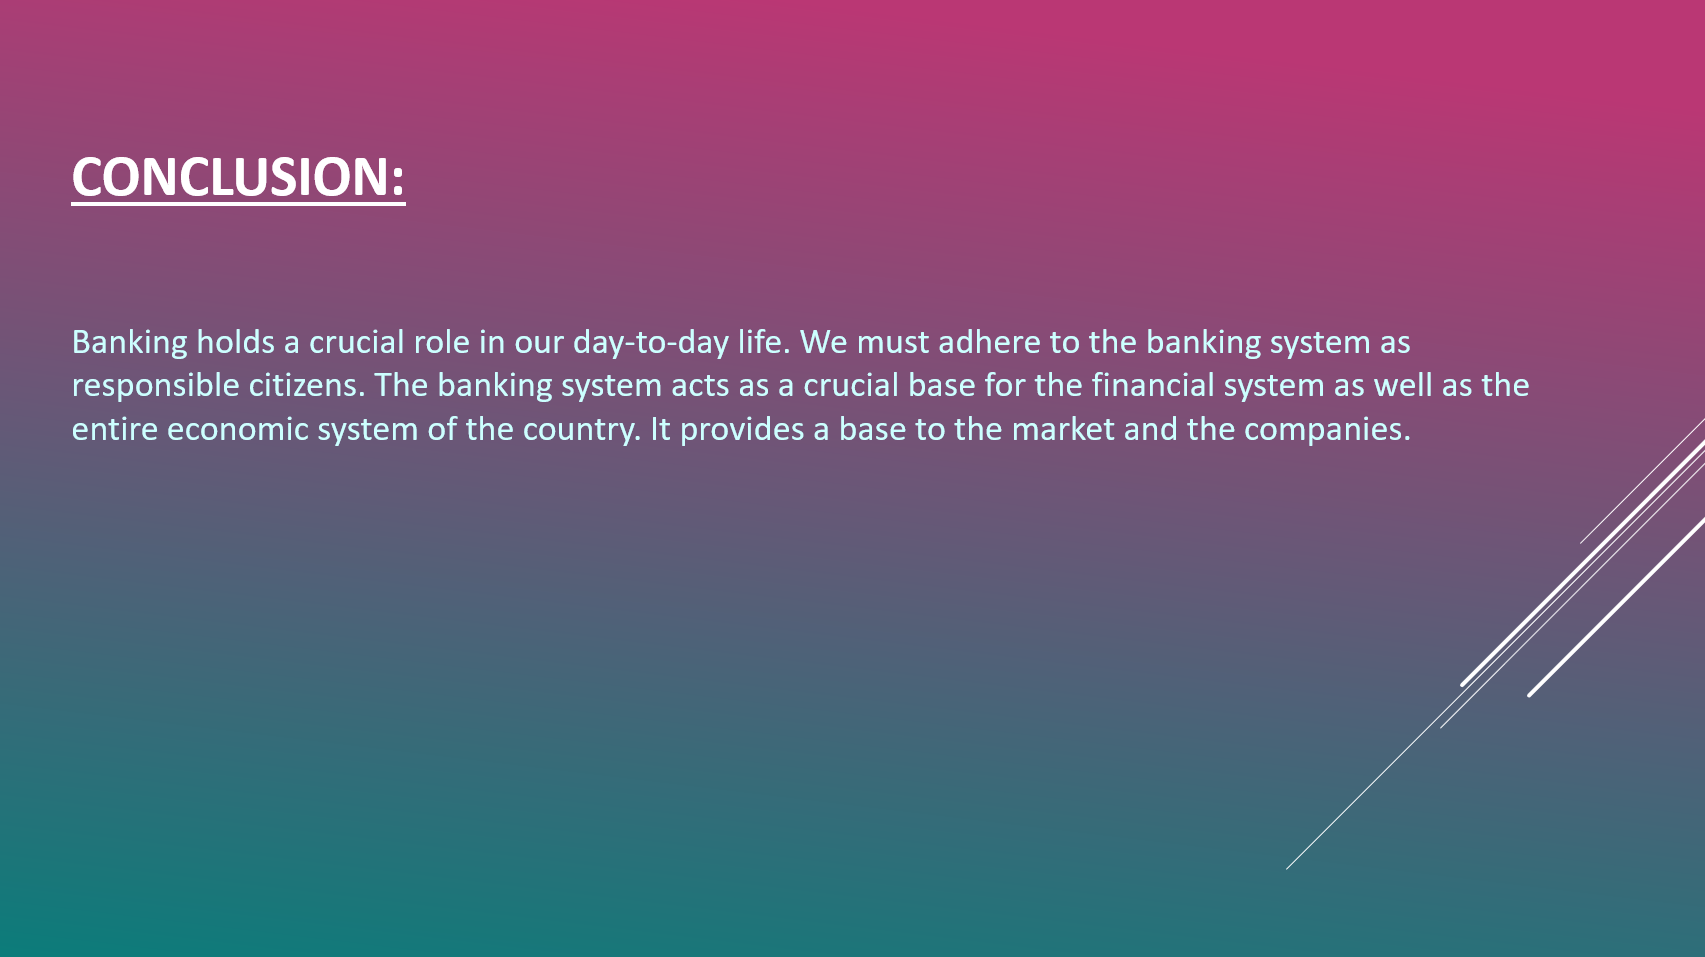 CONCLUSION:
Banking holds a crucial role in our day-to-day life. We must adhere to the banking system as
responsible citizens. The banking system acts as a crucial base for the financial system as well as the
entire economic system of the country. It provides a base to the market and the companies.